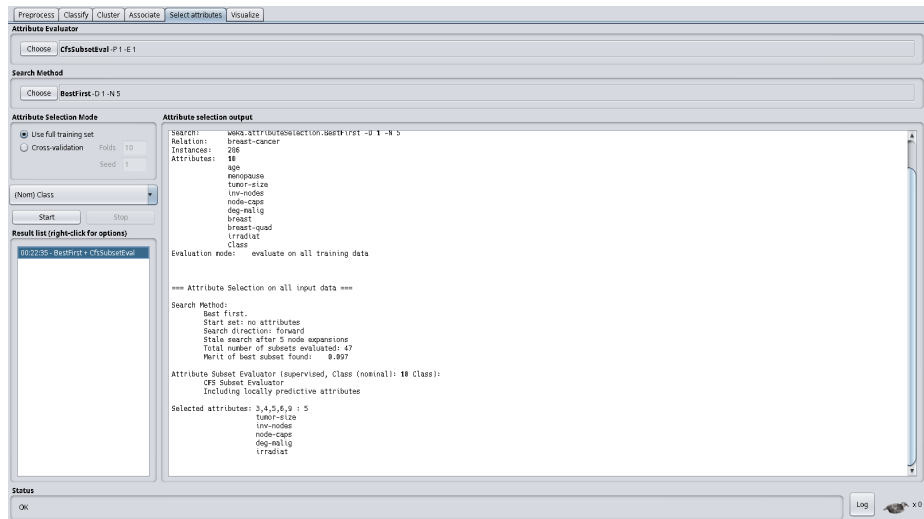 Preprocess Classify Cluster Associate Select attributes Visualize
Attribute Evaluator
Choose CfsSubsetEval -P 1 -E 1
Search Method
Choose BestFirst -D 1 -N 5
Attribute Selection Mode
Use full training set
Cross-validation Folds 10
Seed 1
(Nom) Class
Start Stop
Result list (right-click for options)
00:22:35 - BestFirst + CfsSubsetEval
Attribute selection output
Search: weka.attributeSelection.BestFirst -D 1 -N 5
Relation: breast-cancer
Instances: 286
Attributes: 10
age
menopause
tumor-size
inv-nodes
node-caps
deg-malig
breast
breast-quad
irradiat
Class
Evaluation mode: evaluate on all training data
=== Attribute Selection on all input data ===
Search Method:
Best first.
Start set: no attributes
Search direction: forward
Stale search after 5 node expansions
Total number of subsets evaluated: 47
Merit of best subset found: 0.097
Attribute Subset Evaluator (supervised, Class (nominal): 10 Class):
CFS Subset Evaluator
Including locally predictive attributes
Selected attributes: 3,4,5,6,9 : 5
tumor-size
inv-nodes
node-caps
deg-malig
irradiat
Status
OK
Log x 0